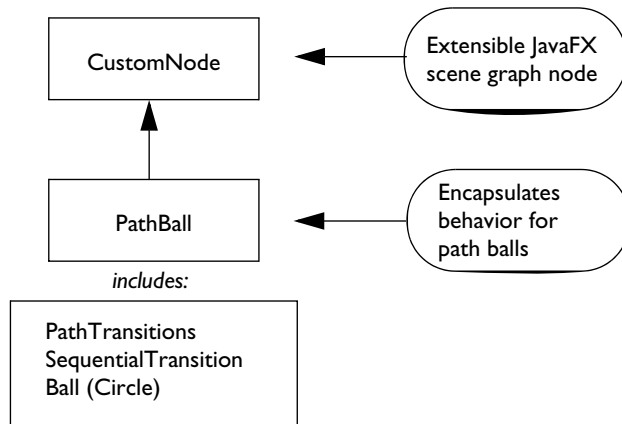 CustomNode
Extensible JavaFX
scene graph node
PathBall
Encapsulates
behavior for
path balls
includes:
PathTransitions
SequentialTransition
Ball (Circle)